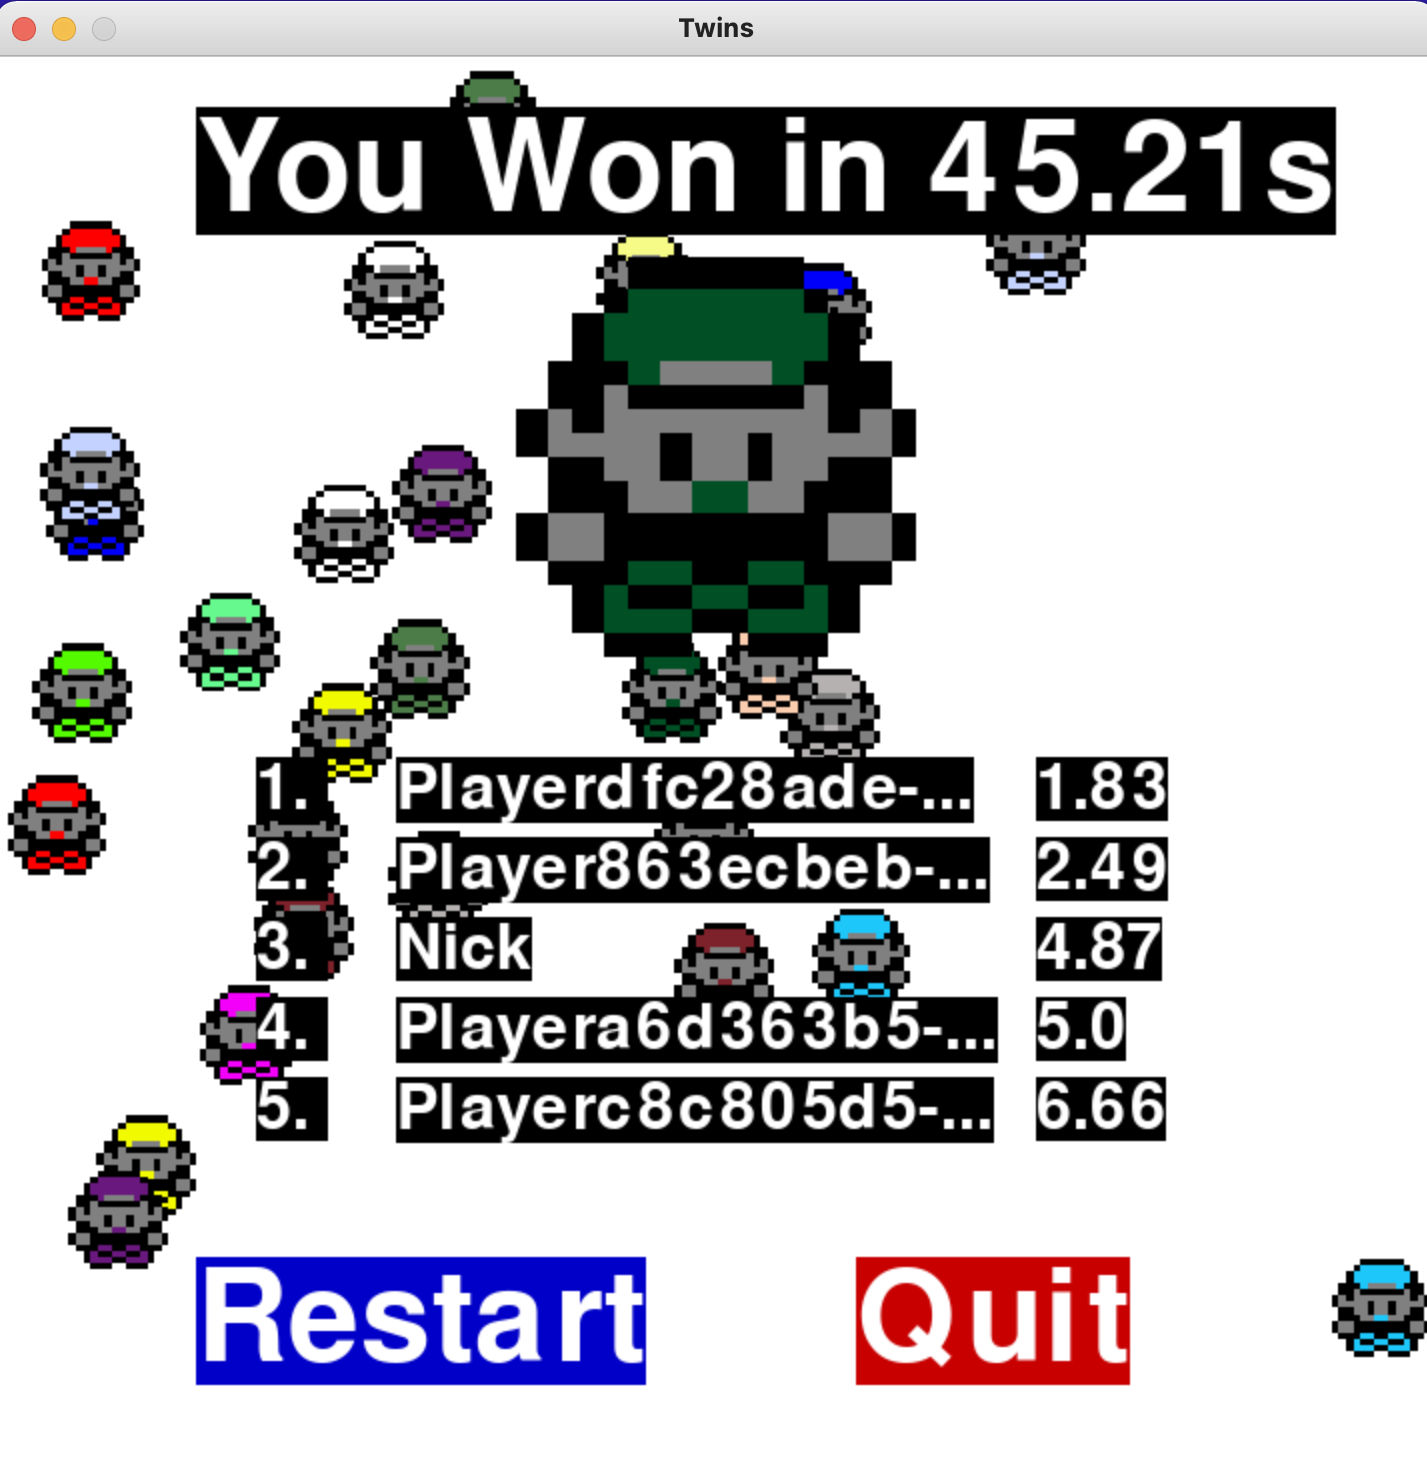 Twins
You Won in 45.21s
1. Playerdfc28ade-... 1.83
2. Player863ecbeb-... 2.49
3. Nick 4.87
4. Playera6d363b5-... 5.0
5. Playerc8c805d5-... 6.66
Restart Quit